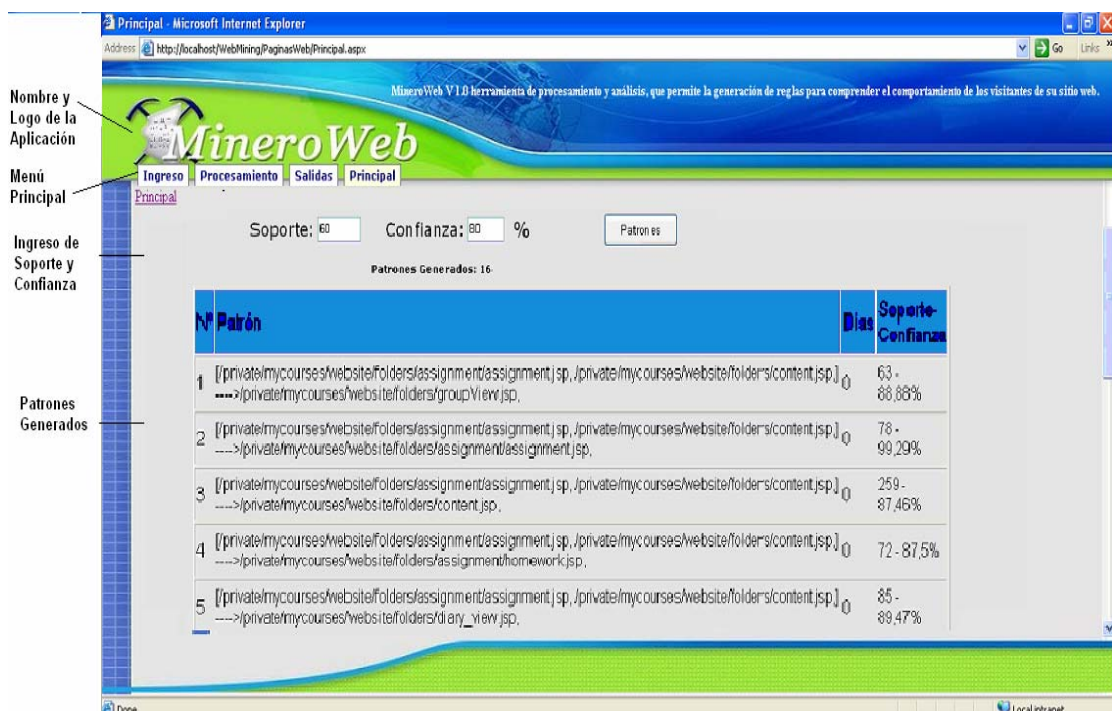 Principal - Microsoft Internet Explorer
Address http://localhost/WebMining/PaginasWeb/Principal.aspx Go Links »
MineroWeb V 1.0 herramienta de procesamiento y análisis, que permite la generación de reglas para comprender el comportamiento de los visitantes de su sitio web.
Nombre y
Logo de la
Aplicación
MineroWeb
Menú
Principal
Ingreso Procesamiento Salidas Principal
Principal
Ingreso de
Soporte y
Confianza
Soporte: 60 Confianza: 80 % Patrones
Patrones Generados: 16
Nº Patrón Dias Soporte-
Confianza
1 [/private/mycourses/website/folders/assignment/assignment.jsp, /private/mycourses/website/folders/content.jsp,] 0 63 -
---->/private/mycourses/website/folders/groupView.jsp, 88,88%
Patrones
Generados
2 [/private/mycourses/website/folders/assignment/assignment.jsp, /private/mycourses/website/folders/content.jsp,] 0 78 -
---->/private/mycourses/website/folders/assignment/assignment.jsp, 99,29%
3 [/private/mycourses/website/folders/assignment/assignment.jsp, /private/mycourses/website/folders/content.jsp,] 0 259 -
---->/private/mycourses/website/folders/content.jsp, 87,46%
4 [/private/mycourses/website/folders/assignment/assignment.jsp, /private/mycourses/website/folders/content.jsp,] 0 72 - 87,5%
---->/private/mycourses/website/folders/assignment/homework.jsp,
5 [/private/mycourses/website/folders/assignment/assignment.jsp, /private/mycourses/website/folders/content.jsp,] 0 85 -
---->/private/mycourses/website/folders/diary_view.jsp, 89,47%
Done Local intranet